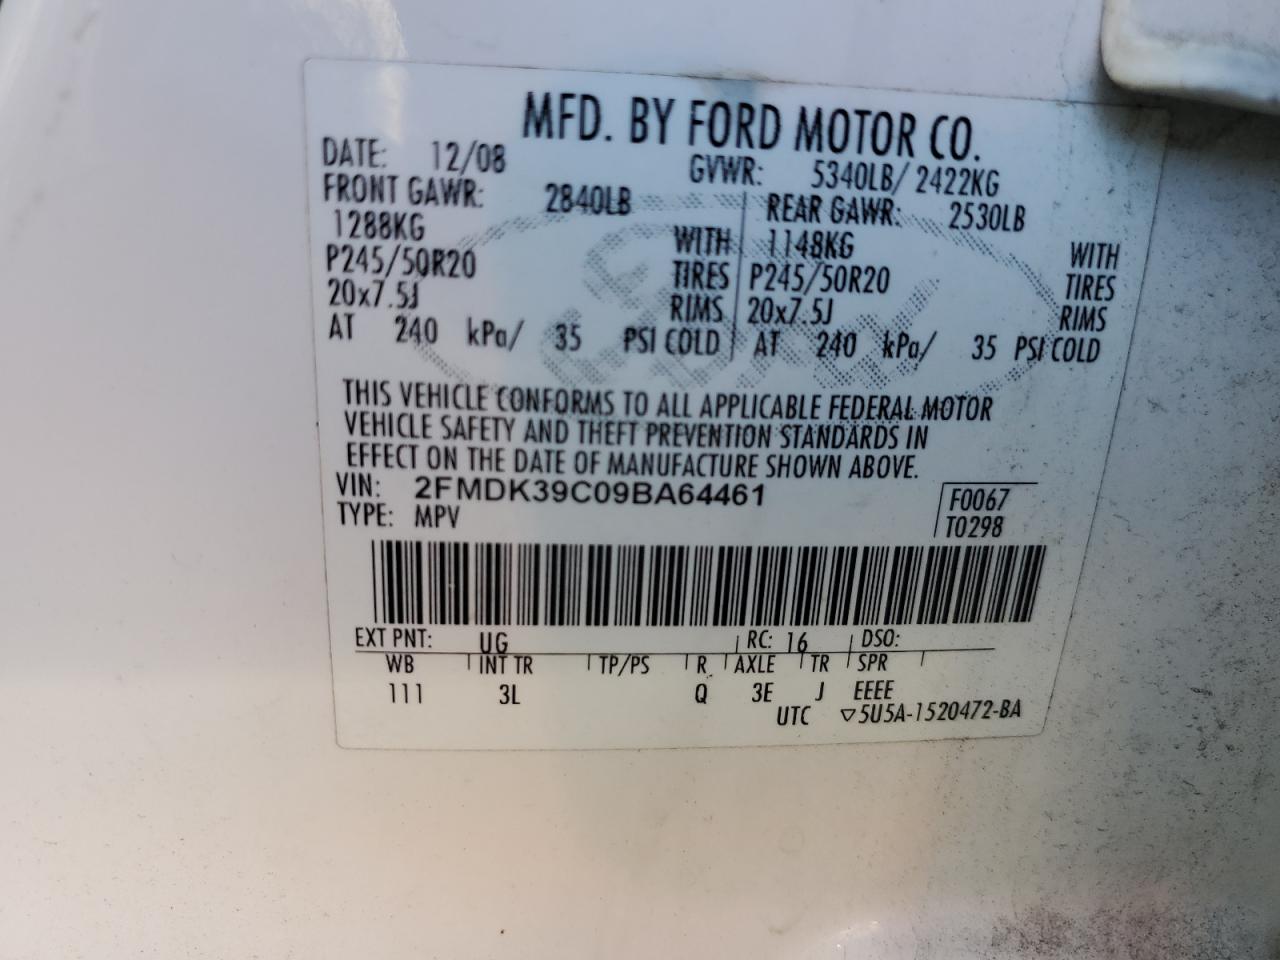 MFD. BY FORD MOTOR CO.
DATE: 12/08 GVWR: 5340LB/ 2422KG
FRONT GAWR: 2840LB REAR GAWR: 2530LB
1288KG WITH 1148KG WITH
P245/50R20 TIRES P245/50R20 TIRES
20x7.5J RIMS 20x7.5J RIMS
AT 240 kPa/ 35 PSI COLD AT 240 kPa/ 35 PSI COLD
Ford
THIS VEHICLE CONFORMS TO ALL APPLICABLE FEDERAL MOTOR
VEHICLE SAFETY AND THEFT PREVENTION STANDARDS IN
EFFECT ON THE DATE OF MANUFACTURE SHOWN ABOVE.
VIN: 2FMDK39C09BA64461 F0067
TYPE: MPV T0298
EXT PNT: UG RC: 16 DSO:
WB INT TR TP/PS R AXLE TR SPR
111 3L Q 3E J EEEE
UTC ▽5U5A-1520472-BA